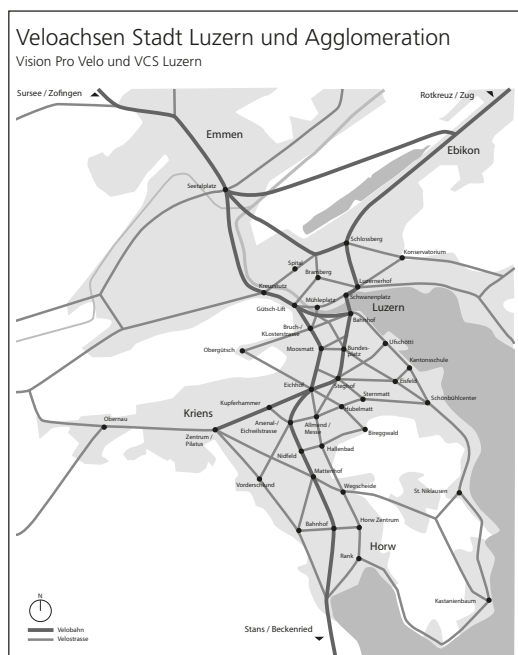 Veloachsen Stadt Luzern und Agglomeration
Vision Pro Velo und VCS Luzern
Sursee / Zofingen
Rotkreuz / Zug
Emmen
Ebikon
Seetalplatz
Schlossberg
Konservatorium
Spital
Bramberg
Kreuzstutz
Luzernerhof
Schwanenplatz
Gütsch-Lift
Mühleplatz
Luzern
Bahnhof
Bruch-/
KLosterstrasse
Ufschötti
Obergütsch
Moosmatt
Bundes-
platz
Kantonsschule
Eichhof
Steghof
Eisfeld
Kupferhammer
Sternmatt
Schönbühlcenter
Kriens
Hubelmatt
Obernau
Arsenal-/
Eichwilstrasse
Allmend /
Messe
Zentrum /
Pilatus
Bireggwald
Nidfeld
Hallenbad
Mattenhof
Vorderschlund
Wegscheide
St. Niklausen
Bahnhof
Horw Zentrum
Horw
Rank
Kastanienbaum
N
Velobahn
Velostrasse
Stans / Beckenried